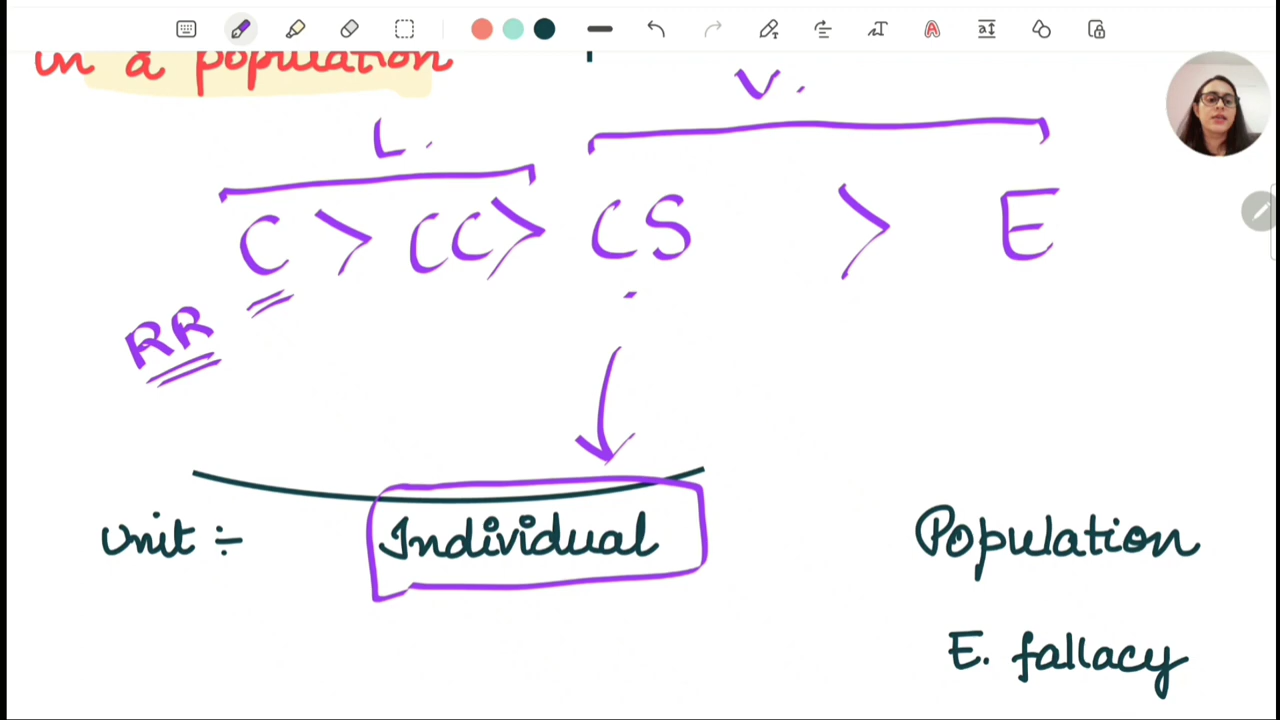 in a population
L. V.
C > CC > CS > E
RR
Unit :- Individual Population
E. fallacy